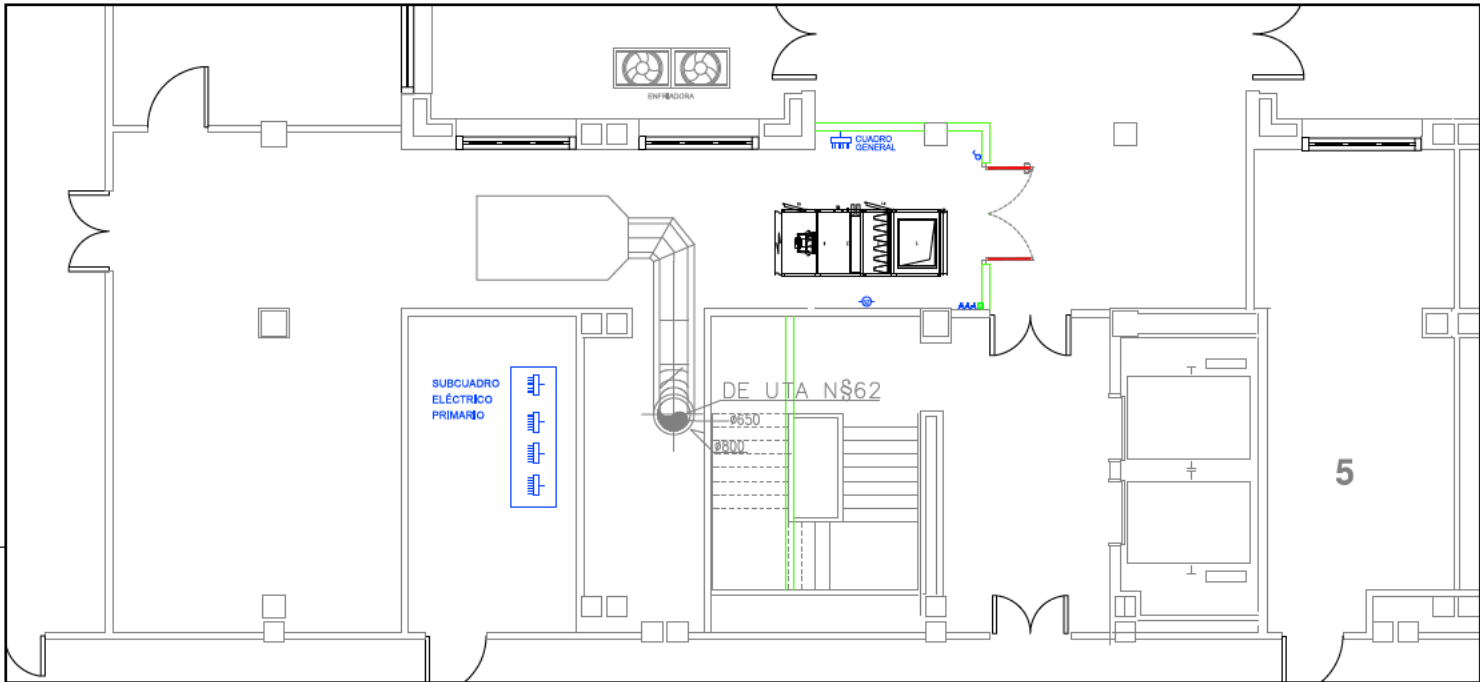 ENFRIADORA
CUADRO
GENERAL
SUBCUADRO
ELÉCTRICO
PRIMARIO
DE UTA N§62
ø650
ø800
5